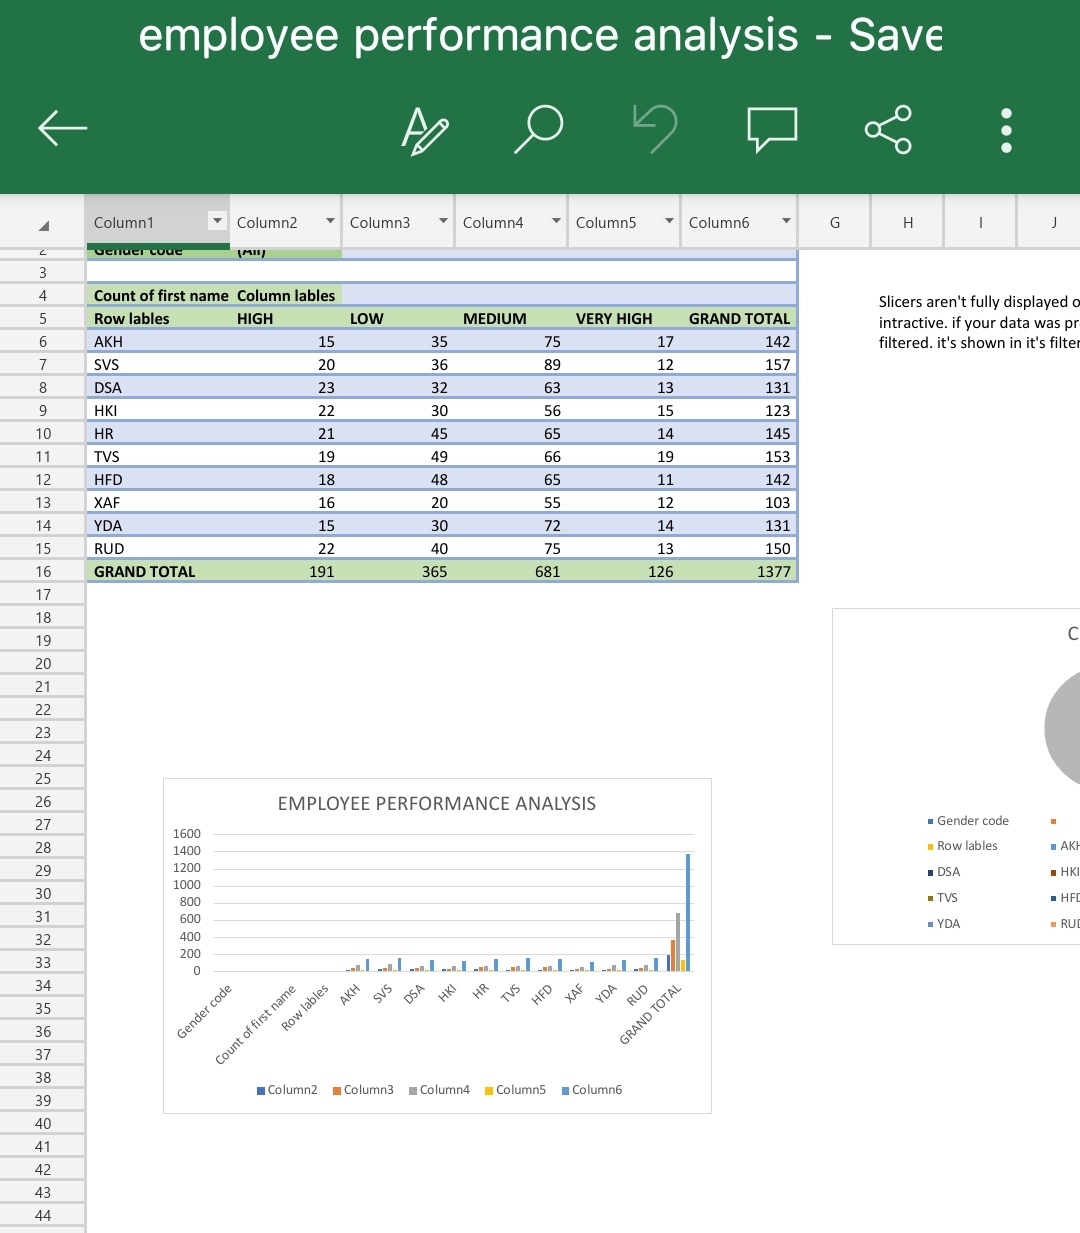 employee performance analysis - Save
Column1 Column2 Column3 Column4 Column5 Column6 G H I J
2 Gender code (All)
3
4 Count of first name Column lables
5 Row lables HIGH LOW MEDIUM VERY HIGH GRAND TOTAL
6 AKH 15 35 75 17 142
7 SVS 20 36 89 12 157
8 DSA 23 32 63 13 131
9 HKI 22 30 56 15 123
10 HR 21 45 65 14 145
11 TVS 19 49 66 19 153
12 HFD 18 48 65 11 142
13 XAF 16 20 55 12 103
14 YDA 15 30 72 14 131
15 RUD 22 40 75 13 150
16 GRAND TOTAL 191 365 681 126 1377
Slicers aren't fully displayed o
intractive. if your data was pr
filtered. it's shown in it's filter
17
18
19
20
21
22
23
24
25
26
27
28
29
30
31
32
33
34
35
36
37
38
39
40
41
42
43
44
EMPLOYEE PERFORMANCE ANALYSIS
1600
1400
1200
1000
800
600
400
200
0
Gender code Count of first name Row lables AKH SVS DSA HKI HR TVS HFD XAF YDA RUD GRAND TOTAL
Column2 Column3 Column4 Column5 Column6
C
Gender code
Row lables AKH
DSA HKI
TVS HFD
YDA RUD